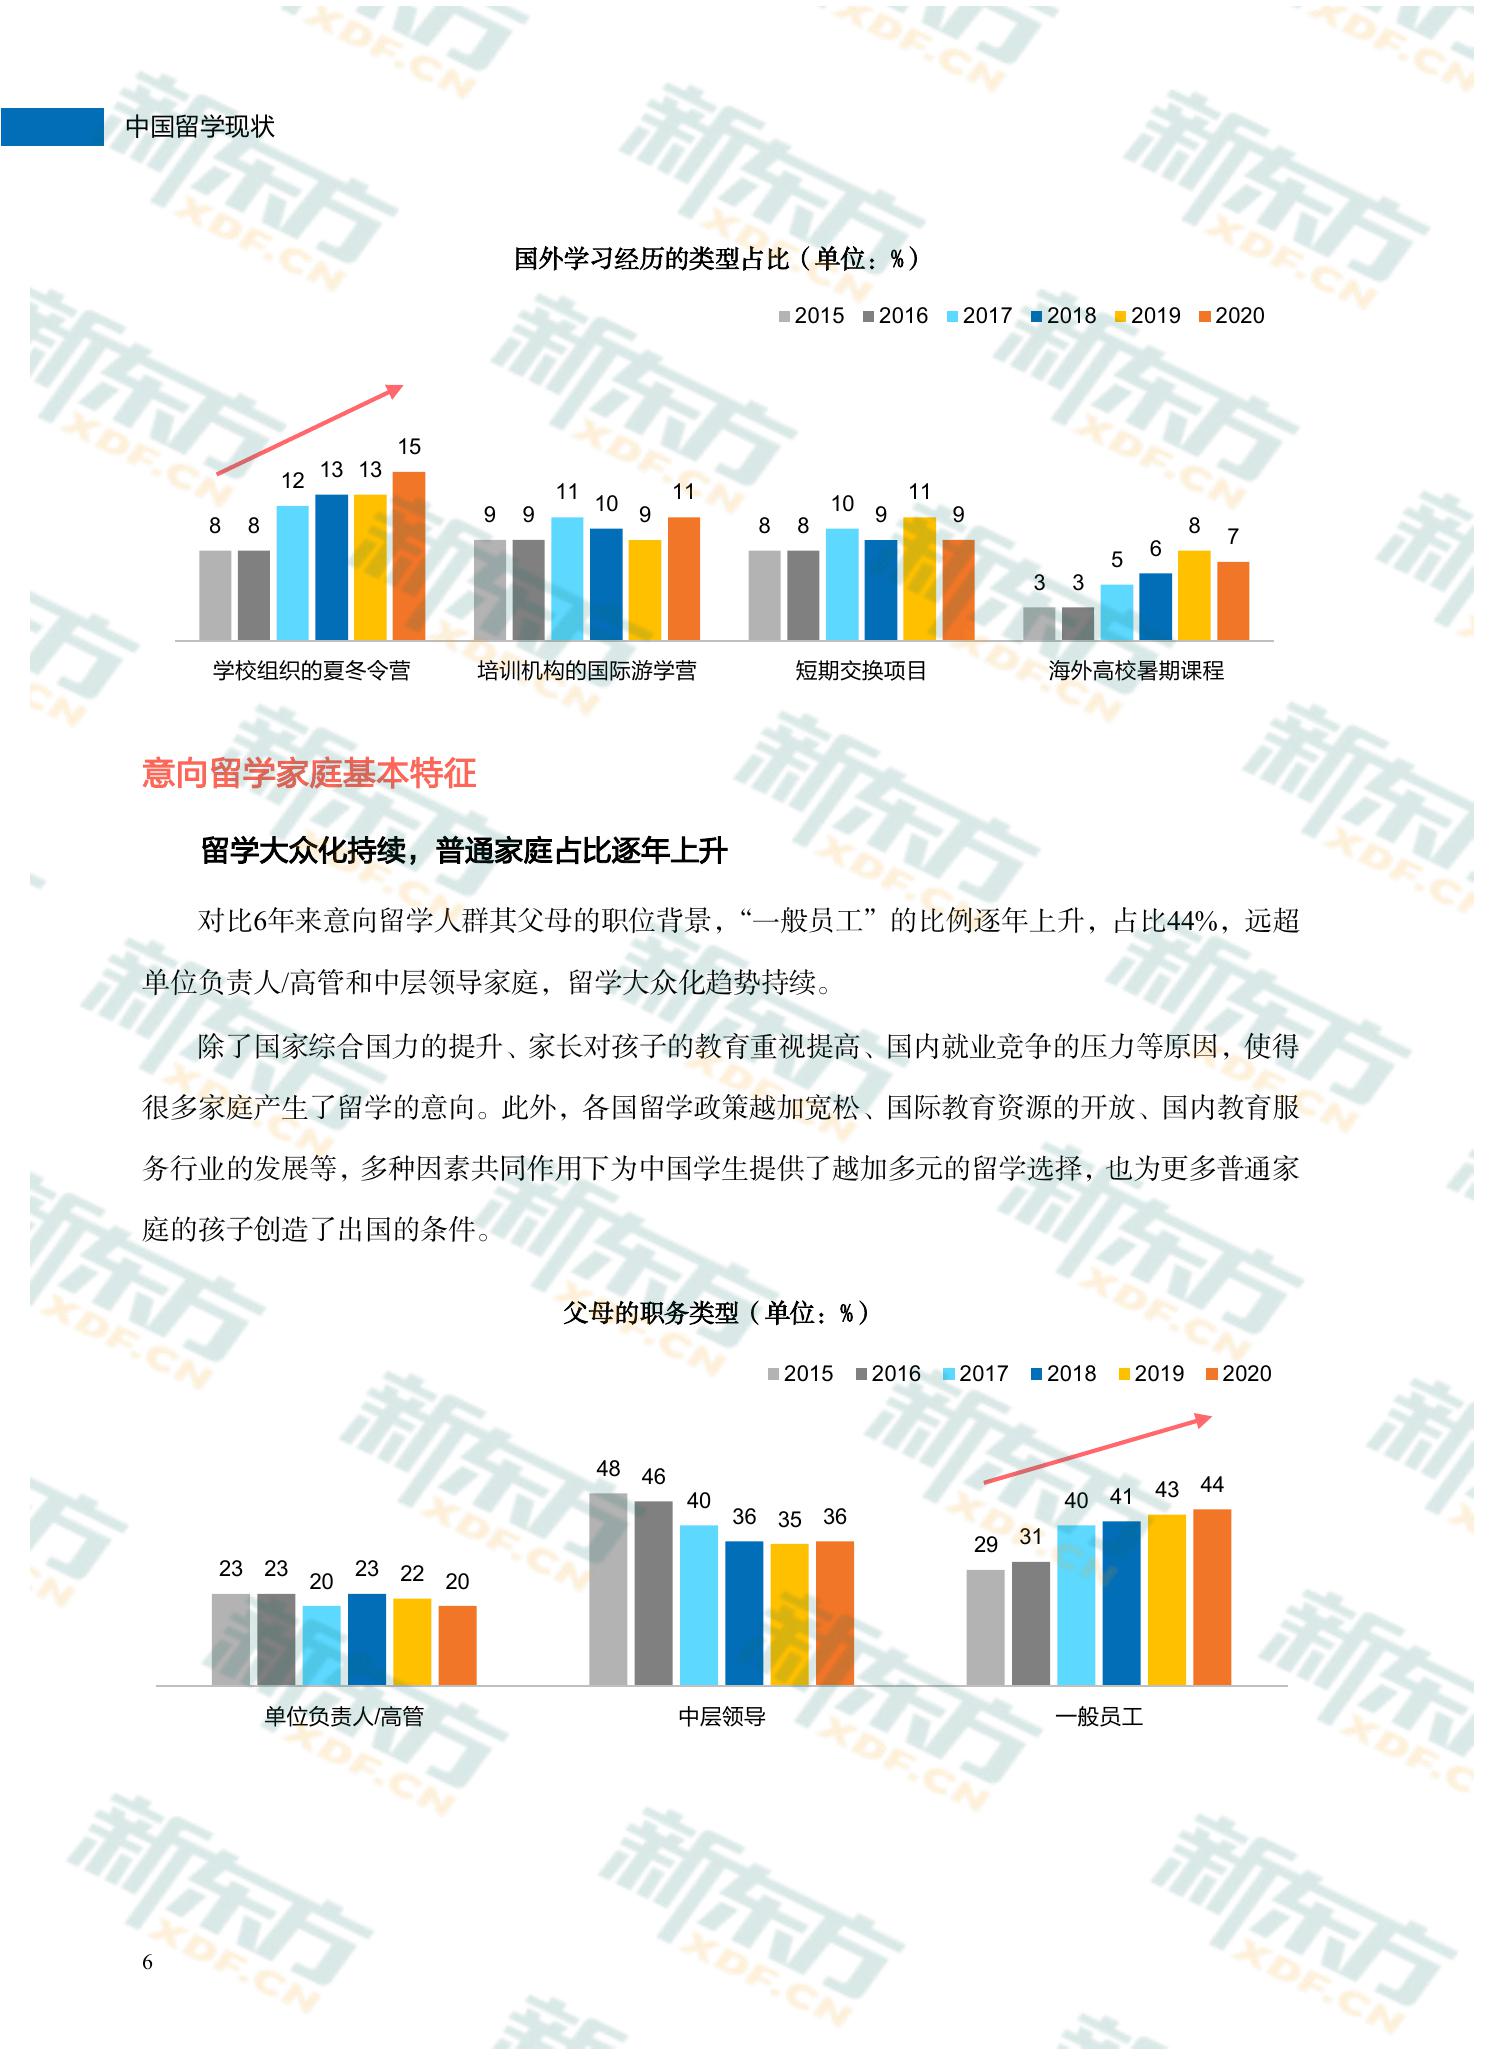 中国留学现状
国外学习经历的类型占比（单位：%）
2015 2016 2017 2018 2019 2020
8 8 12 13 13 15 9 9 11 10 9 11 8 8 10 9 11 9 3 3 5 6 8 7
学校组织的夏冬令营 培训机构的国际游学营 短期交换项目 海外高校暑期课程
意向留学家庭基本特征
留学大众化持续，普通家庭占比逐年上升
对比6年来意向留学人群其父母的职位背景，“一般员工”的比例逐年上升，占比44%，远超
单位负责人/高管和中层领导家庭，留学大众化趋势持续。
除了国家综合国力的提升、家长对孩子的教育重视提高、国内就业竞争的压力等原因，使得
很多家庭产生了留学的意向。此外，各国留学政策越加宽松、国际教育资源的开放、国内教育服
务行业的发展等，多种因素共同作用下为中国学生提供了越加多元的留学选择，也为更多普通家
庭的孩子创造了出国的条件。
父母的职务类型（单位：%）
2015 2016 2017 2018 2019 2020
23 23 20 23 22 20 48 46 40 36 35 36 29 31 40 41 43 44
单位负责人/高管 中层领导 一般员工
6
新东方
XDF.CN